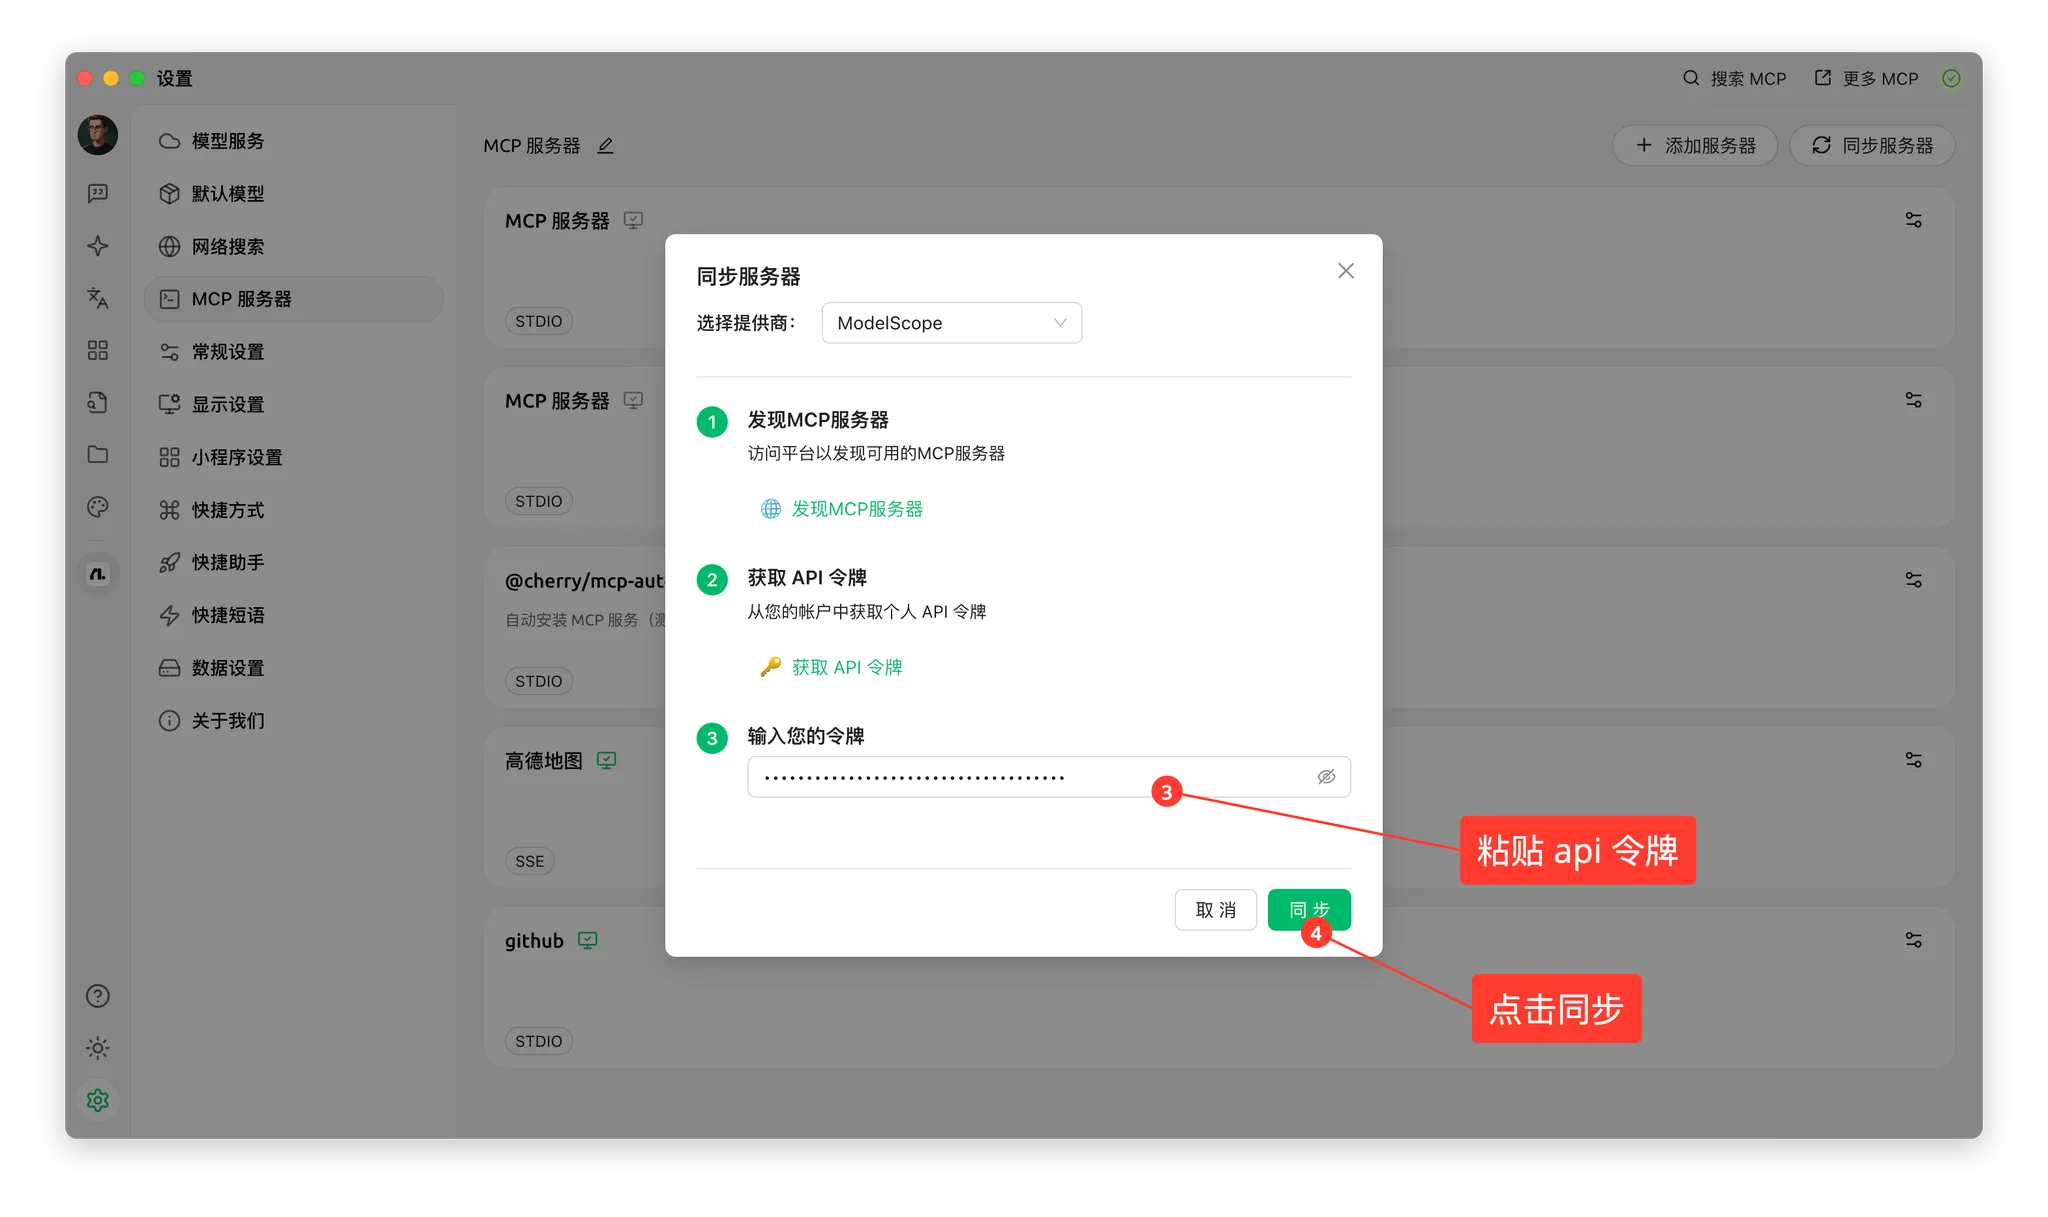 设置
搜索 MCP
更多 MCP
模型服务
默认模型
网络搜索
MCP 服务器
常规设置
显示设置
小程序设置
快捷方式
快捷助手
快捷短语
数据设置
关于我们
MCP 服务器
添加服务器
同步服务器
MCP 服务器
STDIO
MCP 服务器
STDIO
@cherry/mcp-aut
自动安装 MCP 服务（测
STDIO
高德地图
SSE
github
STDIO
同步服务器
选择提供商：
ModelScope
1
发现MCP服务器
访问平台以发现可用的MCP服务器
发现MCP服务器
2
获取 API 令牌
从您的帐户中获取个人 API 令牌
获取 API 令牌
3
输入您的令牌
3
粘贴 api 令牌
取 消
同 步
4
点击同步